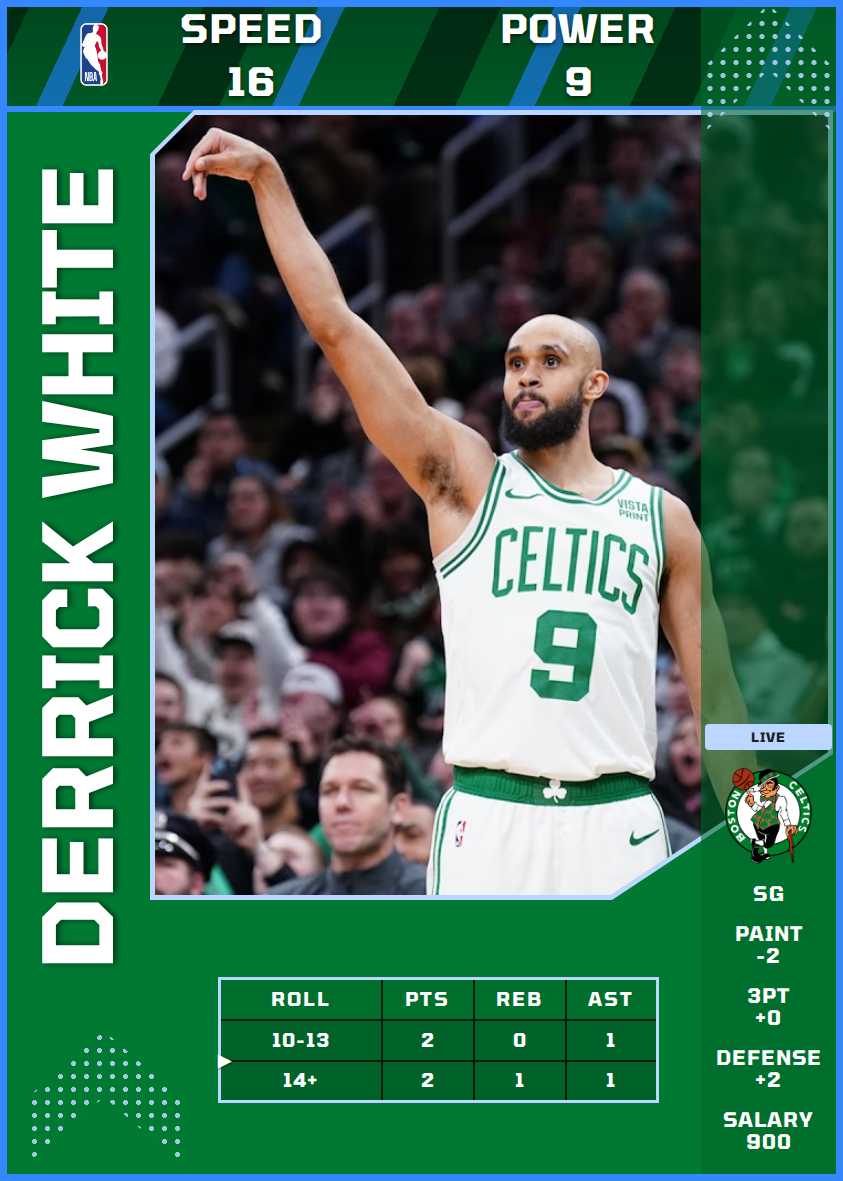 SPEED
16
POWER
9
NBA
DERRICK WHITE
VISTA
PRINT
CELTICS
9
LIVE
BOSTON CELTICS
SG
PAINT
-2
3PT
+0
DEFENSE
+2
SALARY
900
ROLL PTS REB AST
10-13 2 0 1
14+ 2 1 1